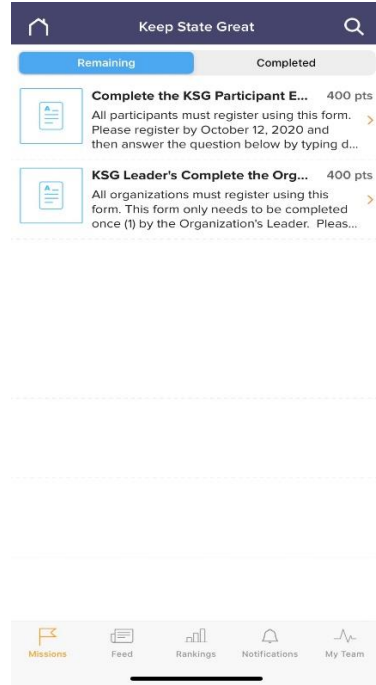 Keep State Great
Remaining
Completed
Complete the KSG Participant E... 400 pts
All participants must register using this form.
Please register by October 12, 2020 and
then answer the question below by typing d...
KSG Leader's Complete the Org... 400 pts
All organizations must register using this
form. This form only needs to be completed
once (1) by the Organization's Leader. Pleas...
Missions
Feed
Rankings
Notifications
My Team